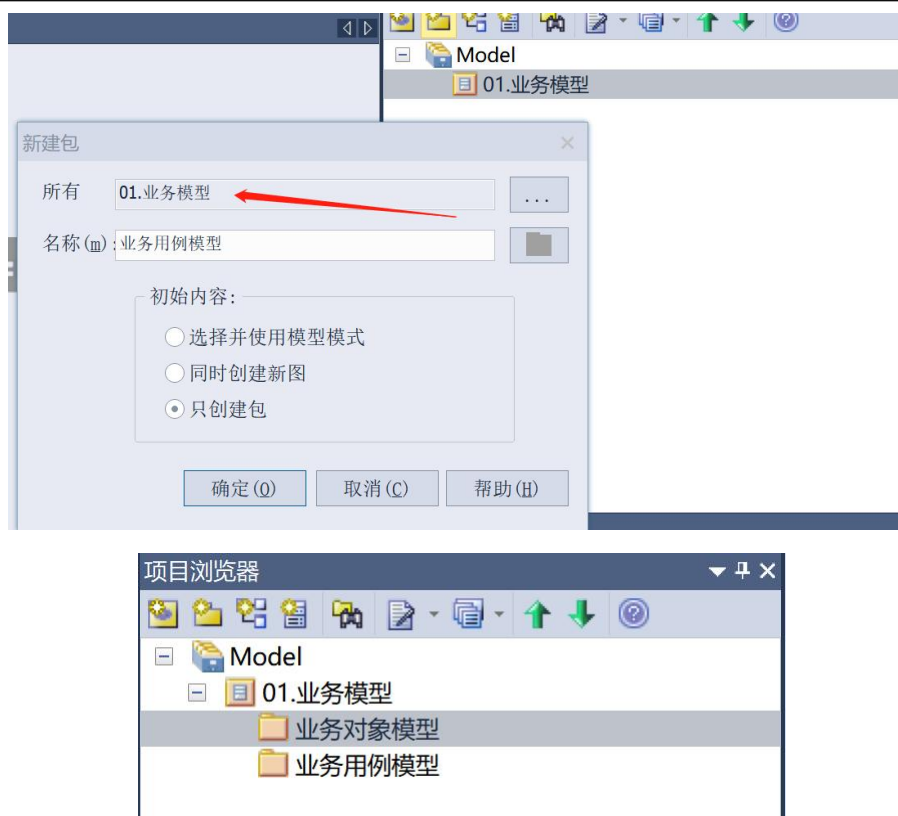 Model
01.业务模型
新建包
所有 01.业务模型 ...
名称(m): 业务用例模型
初始内容:
选择并使用模型模式
同时创建新图
只创建包
确定(O) 取消(C) 帮助(H)
项目浏览器
Model
01.业务模型
业务对象模型
业务用例模型